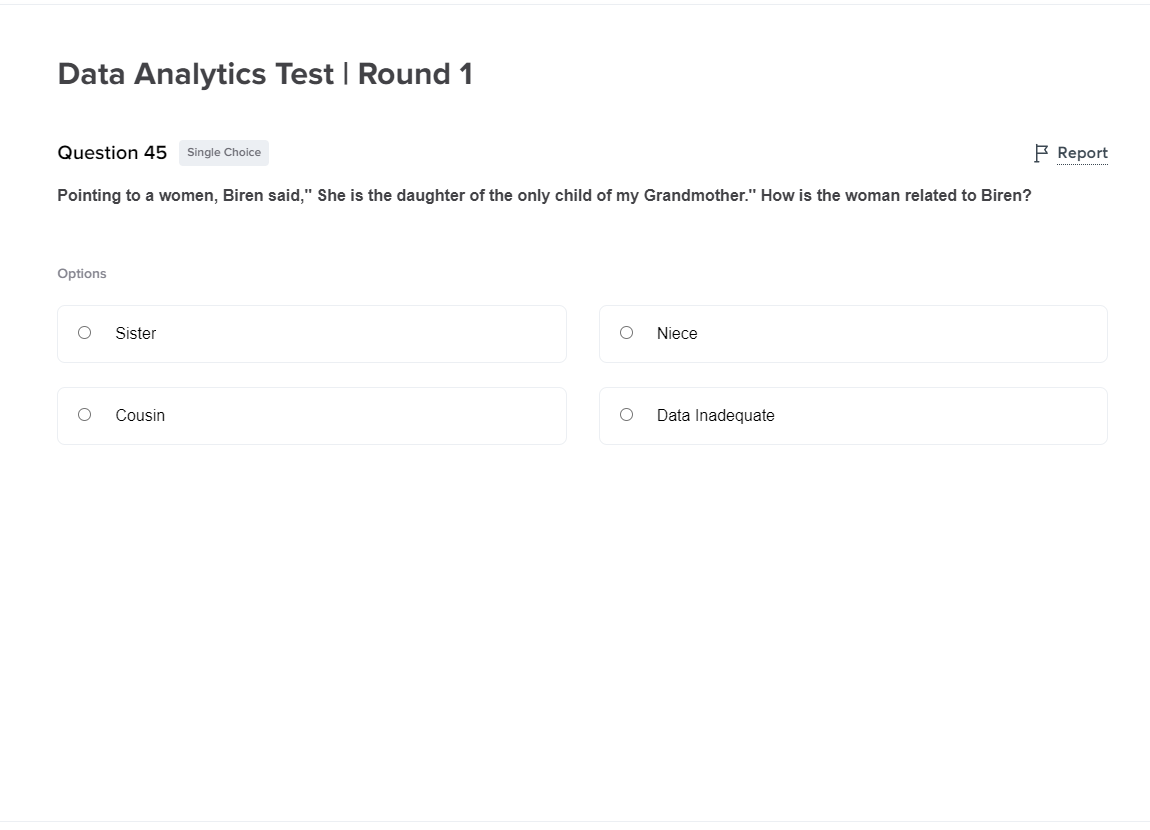 Data Analytics Test | Round 1
Question 45 Single Choice Report
Pointing to a women, Biren said," She is the daughter of the only child of my Grandmother." How is the woman related to Biren?
Options
Sister
Niece
Cousin
Data Inadequate